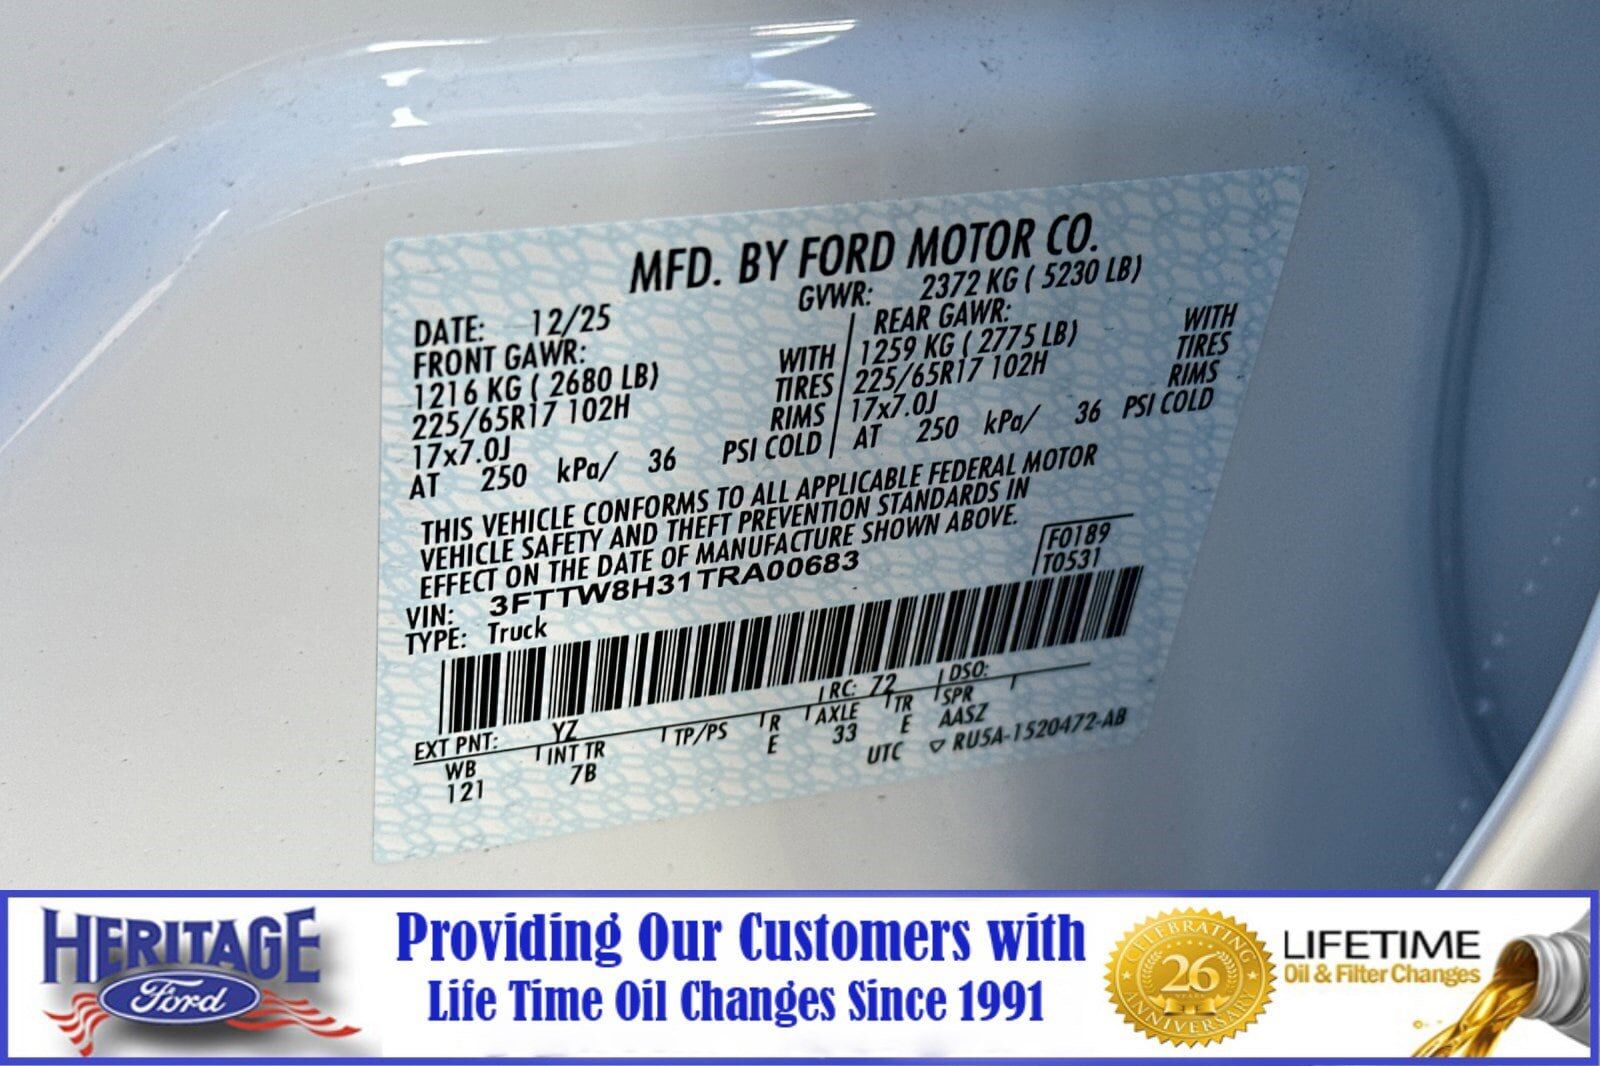 MFD. BY FORD MOTOR CO.
DATE: 12/25
GVWR: 2372 KG ( 5230 LB)
FRONT GAWR:
REAR GAWR:
1216 KG ( 2680 LB) WITH
1259 KG ( 2775 LB) WITH
225/65R17 102H TIRES
225/65R17 102H TIRES
17x7.0J RIMS
17x7.0J RIMS
AT 250 kPa/ 36 PSI COLD
AT 250 kPa/ 36 PSI COLD
THIS VEHICLE CONFORMS TO ALL APPLICABLE FEDERAL MOTOR
VEHICLE SAFETY AND THEFT PREVENTION STANDARDS IN
EFFECT ON THE DATE OF MANUFACTURE SHOWN ABOVE.
VIN: 3FTTW8H31TRA00683
F0189
T0531
TYPE: Truck
EXT PNT: YZ RC: 72 DSO:
WB INT TR TP/PS R AXLE TR SPR
121 7B E 33 E AASZ
UTC ▽ RU5A-1520472-AB
HERITAGE
Ford
Providing Our Customers with
Life Time Oil Changes Since 1991
CELEBRATING
26
YEARS
ANNIVERSARY
LIFETIME
Oil & Filter Changes